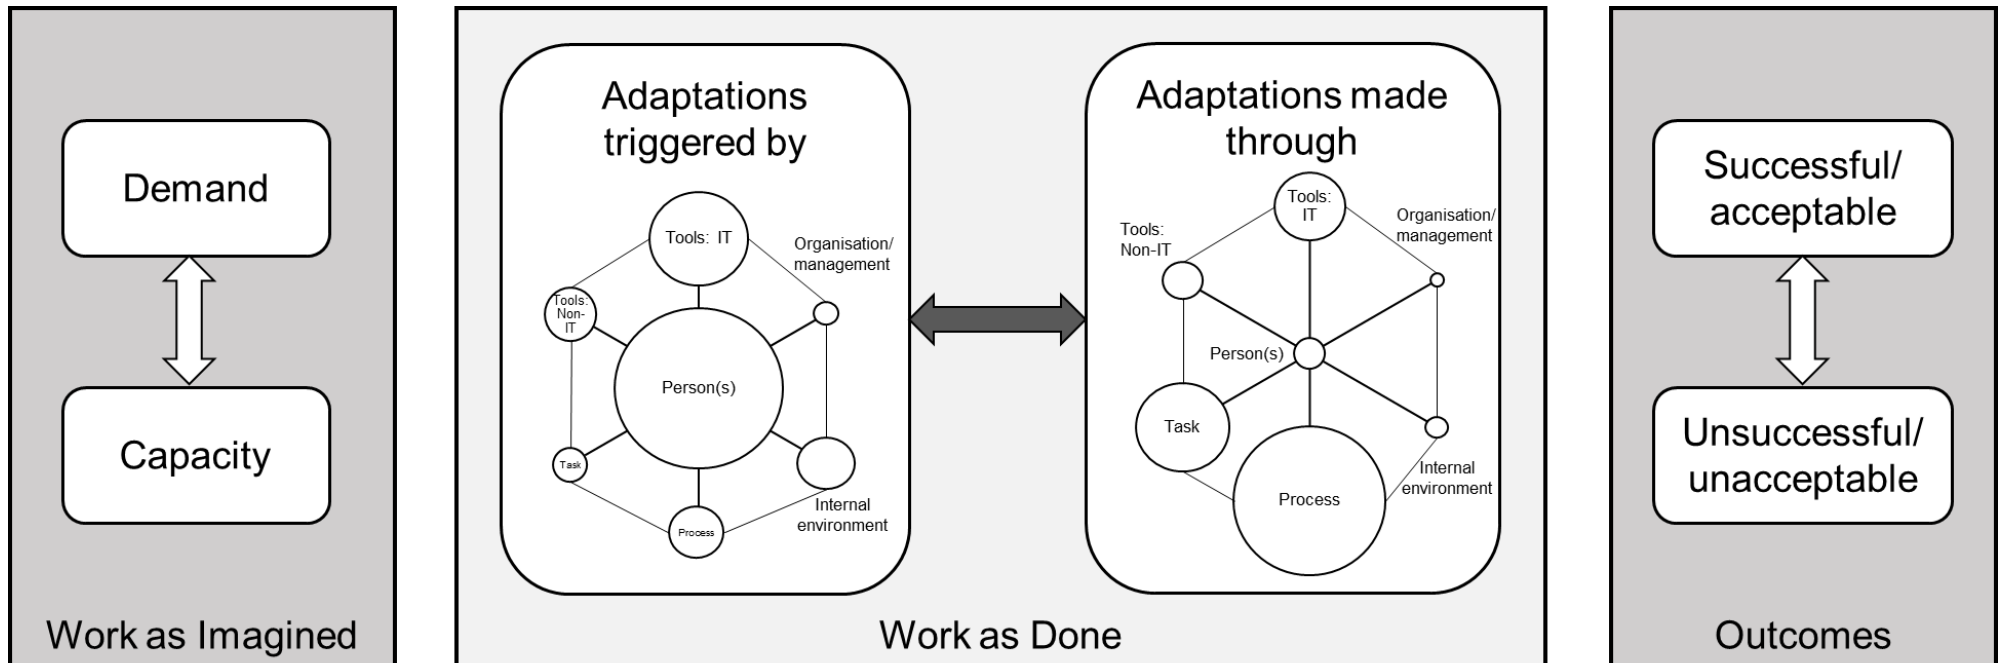 Demand
Capacity
Work as Imagined
Adaptations
triggered by
Tools: IT
Organisation/
management
Tools:
Non-
IT
Person(s)
Task
Internal
environment
Process
Adaptations made
through
Tools:
IT
Organisation/
management
Tools:
Non-IT
Person(s)
Task
Internal
environment
Process
Work as Done
Successful/
acceptable
Unsuccessful/
unacceptable
Outcomes